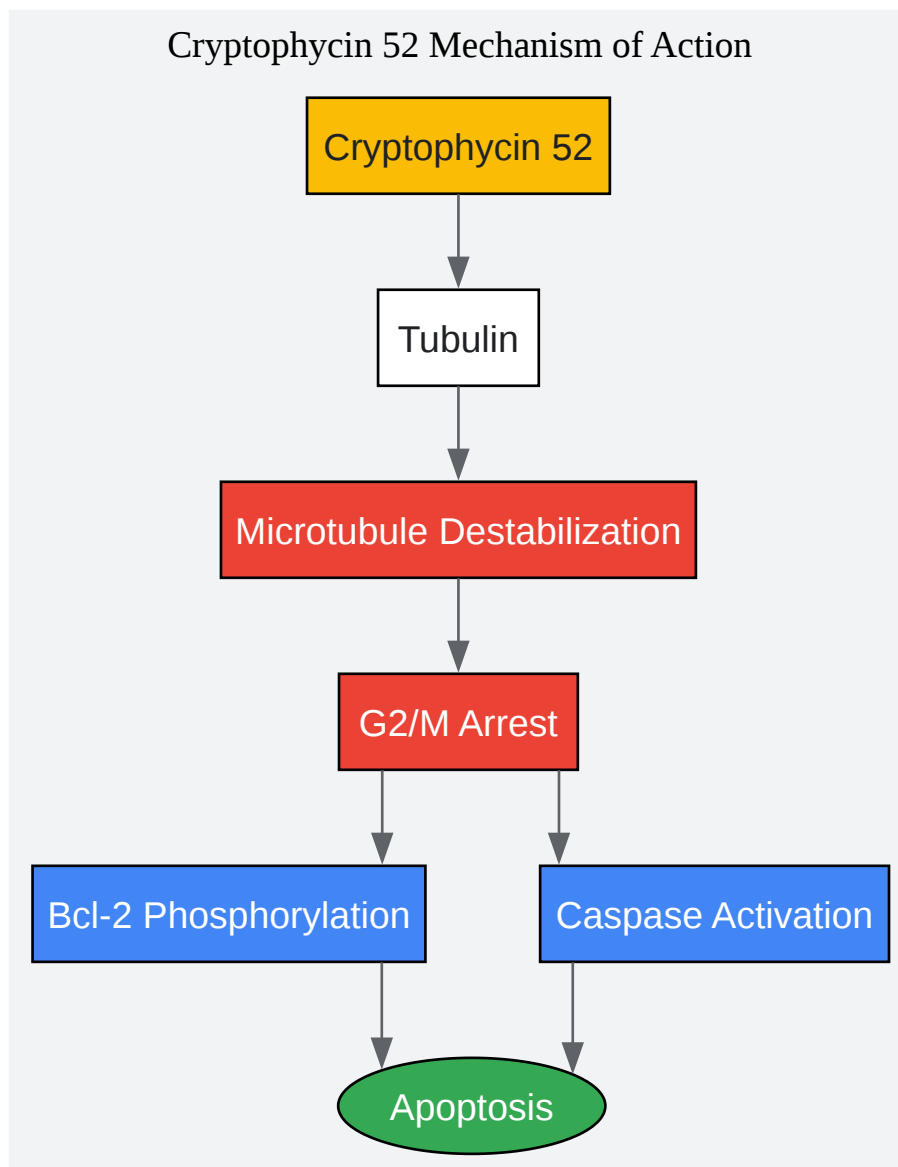 Cryptophycin 52 Mechanism of Action
Cryptophycin 52
Tubulin
Microtubule Destabilization
G2/M Arrest
Bcl-2 Phosphorylation
Caspase Activation
Apoptosis